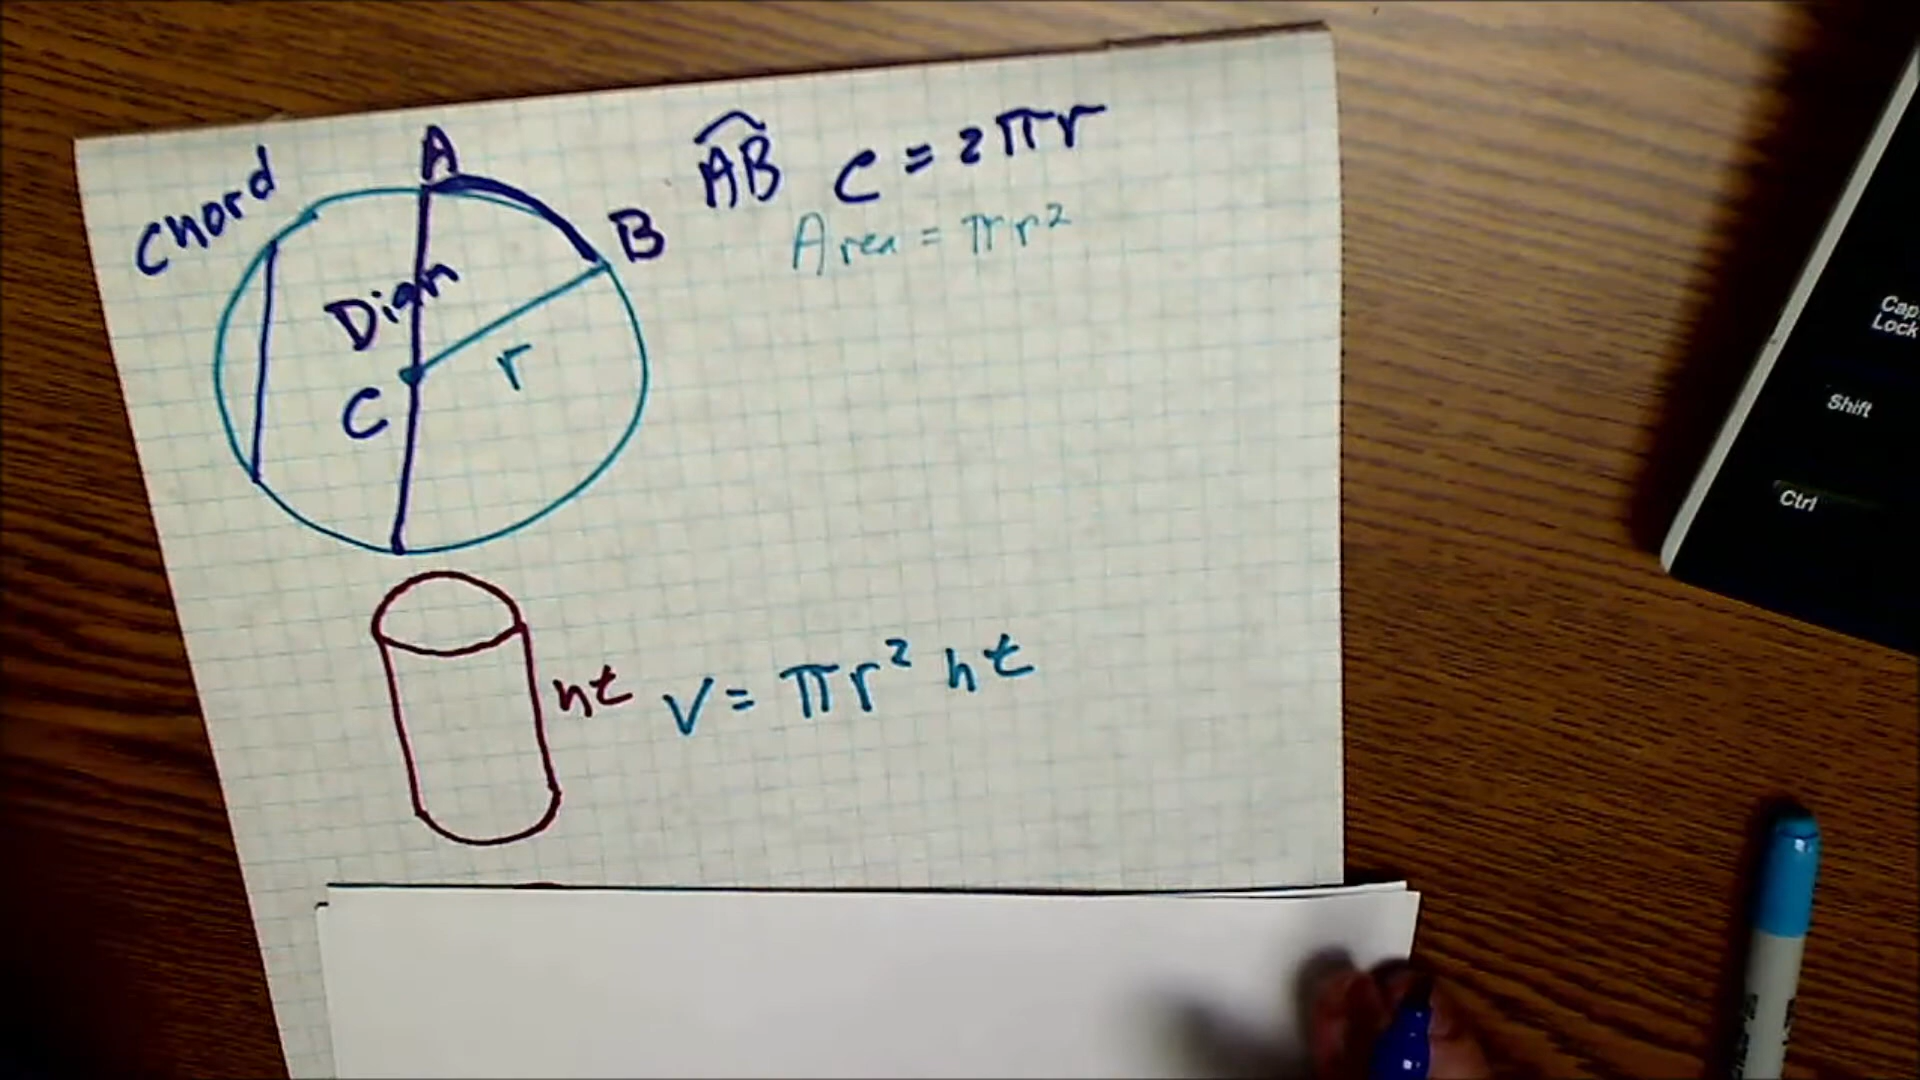 Chord
A
B
Diam
C
r
AB C = 2πr
Area = πr²
ht V = πr² ht
Caps Lock
Shift
Ctrl